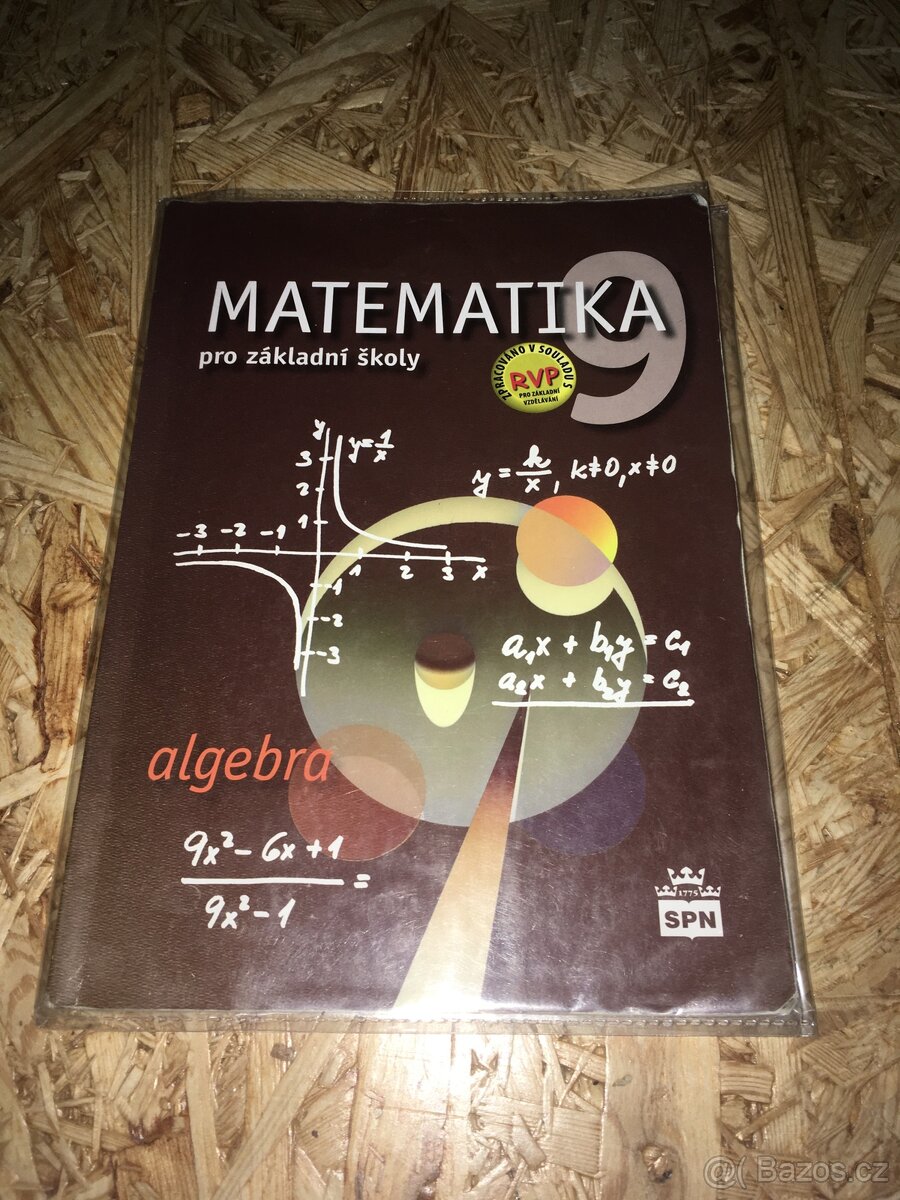 MATEMATIKA 9
pro základní školy
ZPRACOVÁNO V SOULADU S
RVP
PRO ZÁKLADNÍ
VZDĚLÁVÁNÍ
y
y=1/x
3
2
1
-3 -2 -1
1 2 3 x
-1
-2
-3
y = k/x, k≠0, x≠0
a₁x + b₁y = c₁
a₂x + b₂y = c₂
algebra
9x²-6x+1
=
9x²-1
1775
SPN
@( Bazos.cz